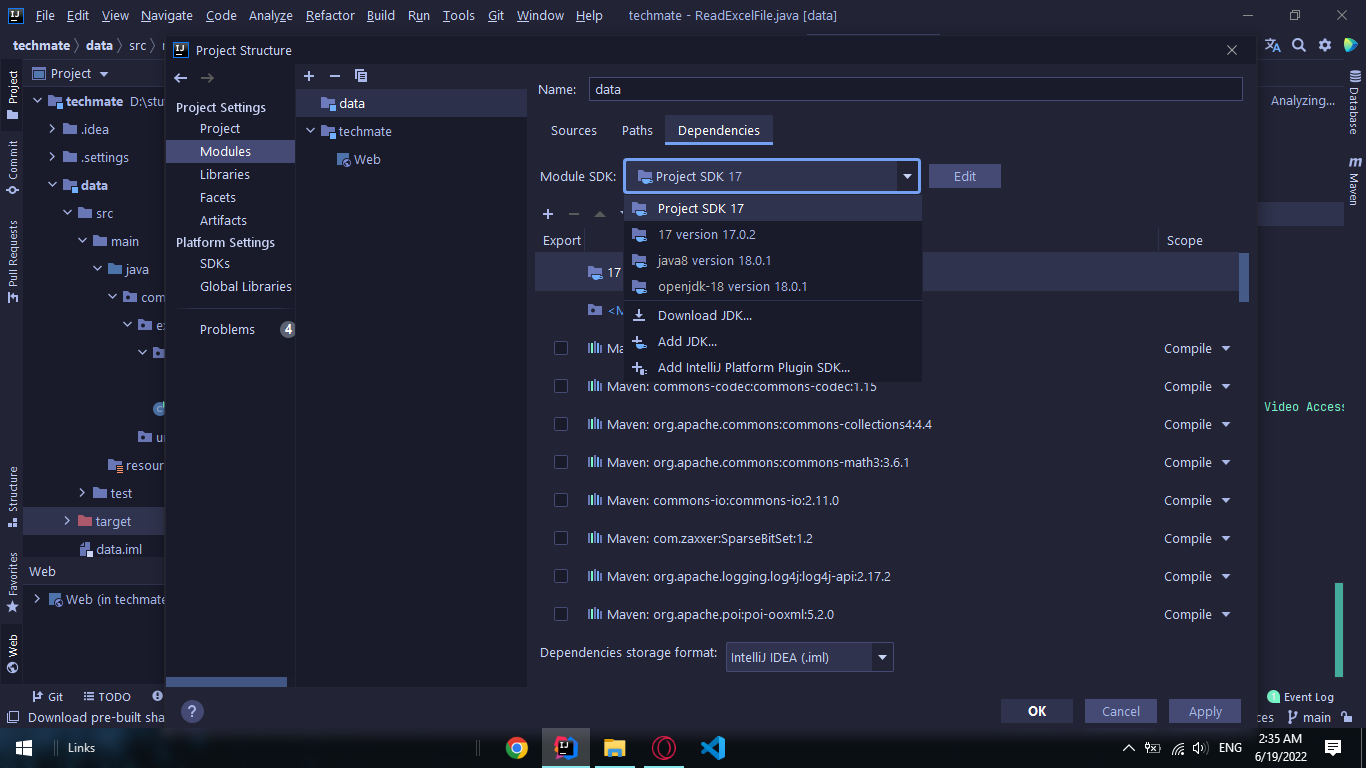 File Edit View Navigate Code Analyze Refactor Build Run Tools Git Window Help techmate - ReadExcelFile.java [data]
techmate data src
Project Structure
Project
Analyzing...
techmate D:\stu
.idea
.settings
data
src
main
java
com
test
target
data.iml
Web
Web (in techmate
Project
Commit
Pull Requests
Structure
Favorites
Web
Project Settings
Project
Modules
Libraries
Facets
Artifacts
Platform Settings
SDKs
Global Libraries
Problems 4
data
techmate
Web
Name: data
Sources Paths Dependencies
Module SDK: Project SDK 17 Edit
Project SDK 17
17 version 17.0.2
java8 version 18.0.1
openjdk-18 version 18.0.1
Download JDK...
Add JDK...
Add IntelliJ Platform Plugin SDK...
Export Scope
17
<M
Ma Compile
Maven: commons-codec:commons-codec:1.15 Compile
Maven: org.apache.commons:commons-collections4:4.4 Compile
Maven: org.apache.commons:commons-math3:3.6.1 Compile
Maven: commons-io:commons-io:2.11.0 Compile
Maven: com.zaxxer:SparseBitSet:1.2 Compile
Maven: org.apache.logging.log4j:log4j-api:2.17.2 Compile
Maven: org.apache.poi:poi-ooxml:5.2.0 Compile
Dependencies storage format: IntelliJ IDEA (.iml)
? OK Cancel Apply
Database
Maven
Video Access
Git TODO
1 Event Log
Download pre-built sha
main
Links
ENG
2:35 AM
6/19/2022